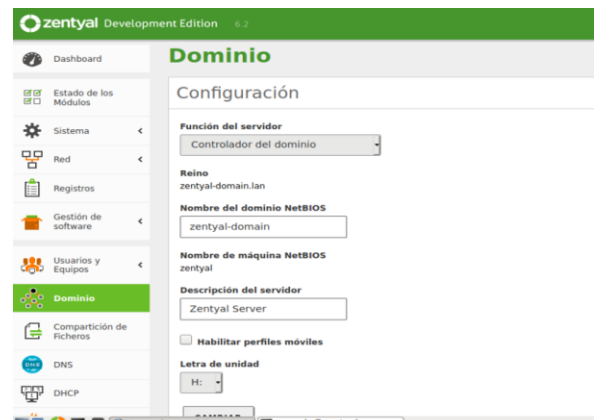 zentyal Development Edition 6.2
Dashboard
Estado de los
Módulos
Sistema
Red
Registros
Gestión de
software
Usuarios y
Equipos
Dominio
Compartición de
Ficheros
DNS
DNS
DHCP
Dominio
Configuración
Función del servidor
Controlador del dominio
Reino
zentyal-domain.lan
Nombre del dominio NetBIOS
zentyal-domain
Nombre de máquina NetBIOS
zentyal
Descripción del servidor
Zentyal Server
Habilitar perfiles móviles
Letra de unidad
H:
CAMBIAR